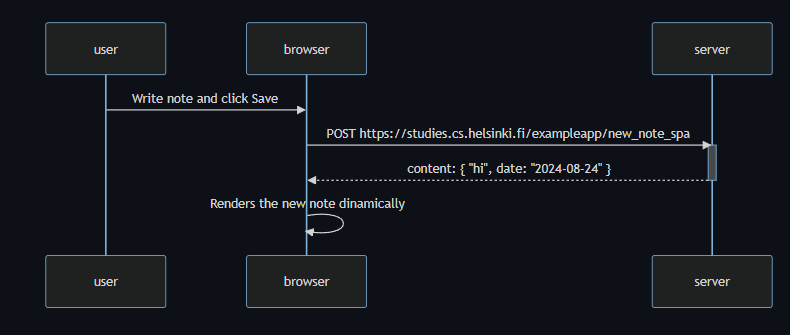 user
browser
server
Write note and click Save
POST https://studies.cs.helsinki.fi/exampleapp/new_note_spa
content: { "hi", date: "2024-08-24" }
Renders the new note dinamically
user
browser
server